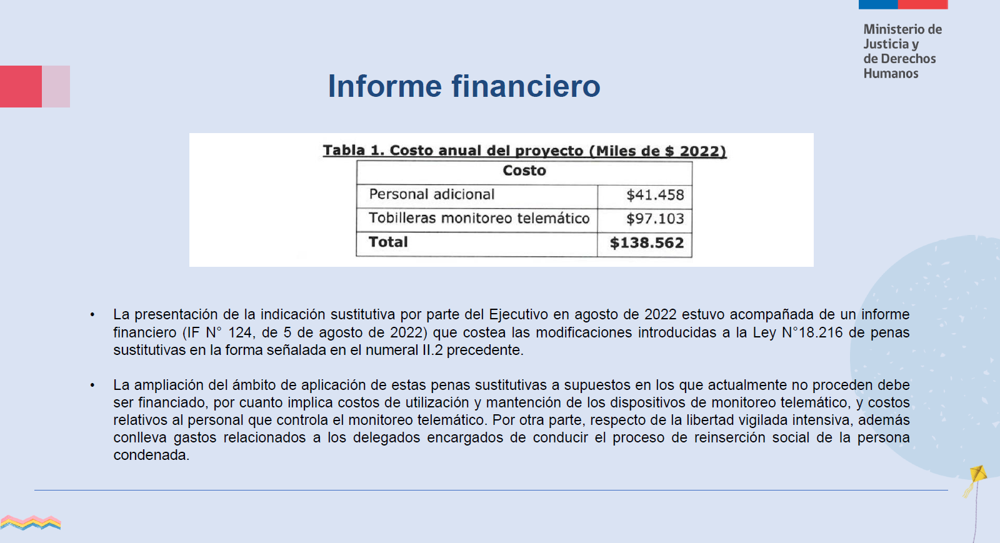 Ministerio de
Justicia y
de Derechos
Humanos
Informe financiero
Tabla 1. Costo anual del proyecto (Miles de $ 2022)
Costo
Personal adicional $41.458
Tobilleras monitoreo telemático $97.103
Total $138.562
• La presentación de la indicación sustitutiva por parte del Ejecutivo en agosto de 2022 estuvo acompañada de un informe
financiero (IF N° 124, de 5 de agosto de 2022) que costea las modificaciones introducidas a la Ley N°18.216 de penas
sustitutivas en la forma señalada en el numeral II.2 precedente.
• La ampliación del ámbito de aplicación de estas penas sustitutivas a supuestos en los que actualmente no proceden debe
ser financiado, por cuanto implica costos de utilización y mantención de los dispositivos de monitoreo telemático, y costos
relativos al personal que controla el monitoreo telemático. Por otra parte, respecto de la libertad vigilada intensiva, además
conlleva gastos relacionados a los delegados encargados de conducir el proceso de reinserción social de la persona
condenada.